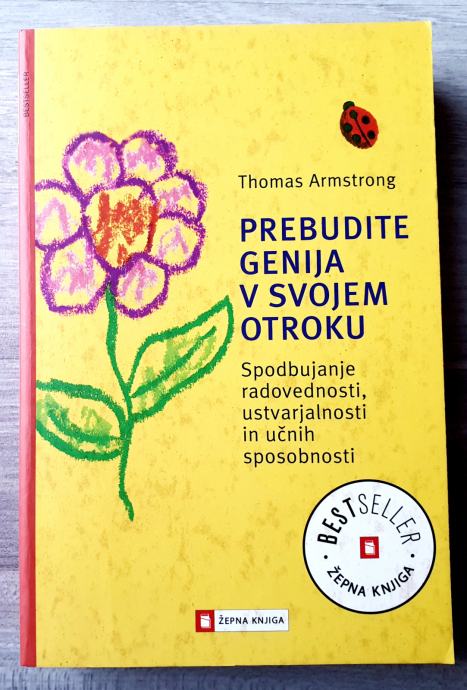 BESTSELLER
Thomas Armstrong
PREBUDITE
GENIJA
V SVOJEM
OTROKU
Spodbujanje
radovednosti,
ustvarjalnosti
in učnih
sposobnosti
• BESTSELLER •
ŽEPNA KNJIGA
ŽEPNA KNJIGA